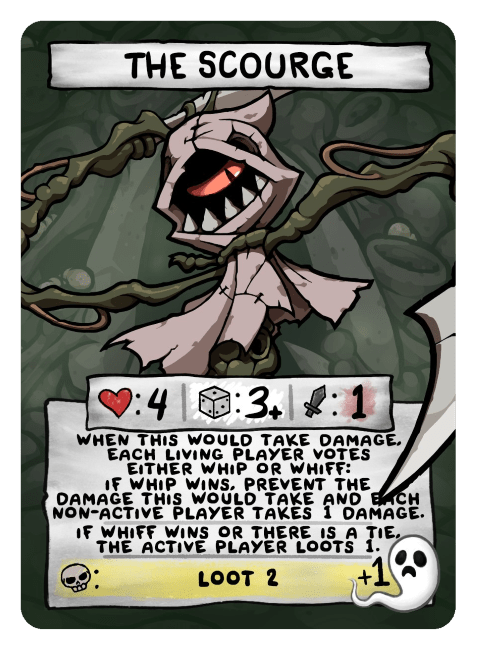 THE SCOURGE
:4 :3+ :1
WHEN THIS WOULD TAKE DAMAGE,
EACH LIVING PLAYER VOTES
EITHER WHIP OR WHIFF:
IF WHIP WINS, PREVENT THE
DAMAGE THIS WOULD TAKE AND EACH
NON-ACTIVE PLAYER TAKES 1 DAMAGE.
IF WHIFF WINS OR THERE IS A TIE,
THE ACTIVE PLAYER LOOTS 1.
: LOOT 2 +1